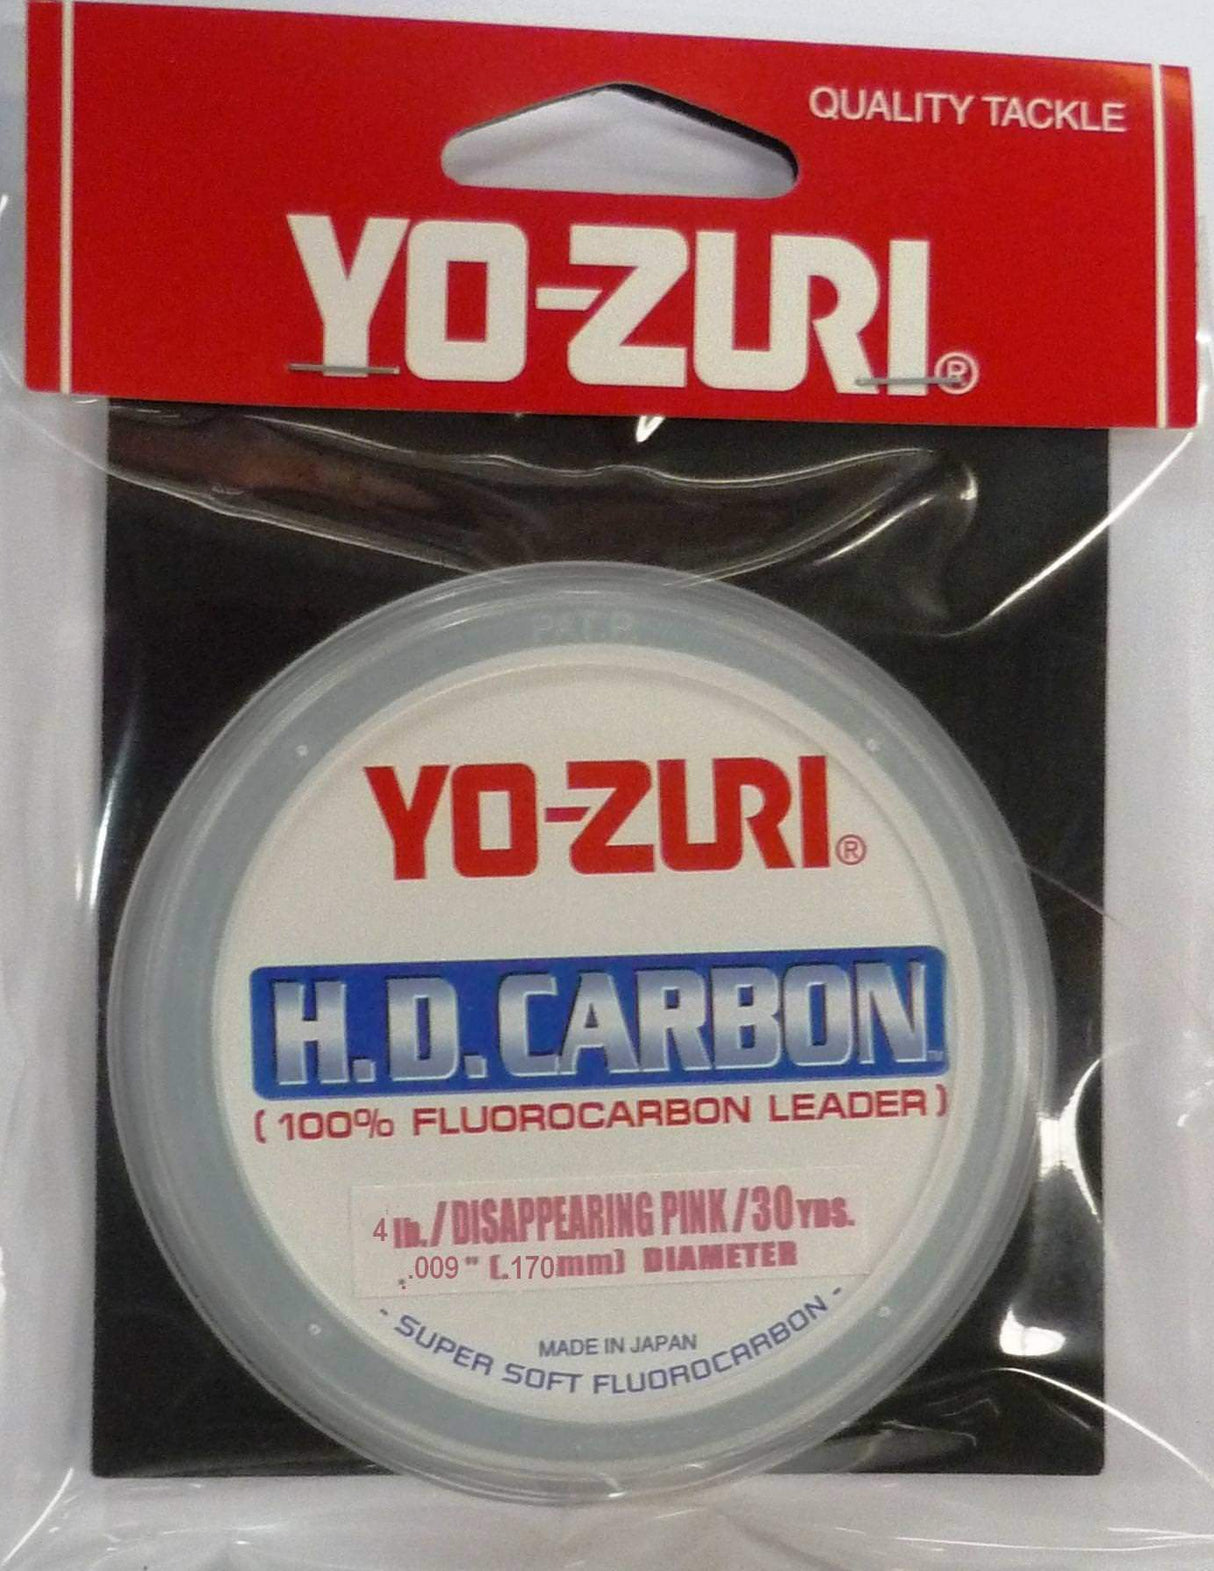 QUALITY TACKLE
YO-ZURI®
YO-ZURI®
H.D.CARBON™
( 100% FLUOROCARBON LEADER )
4 lb./DISAPPEARING PINK/30 YDS.
.009" (.170mm) DIAMETER
MADE IN JAPAN
- SUPER SOFT FLUOROCARBON -